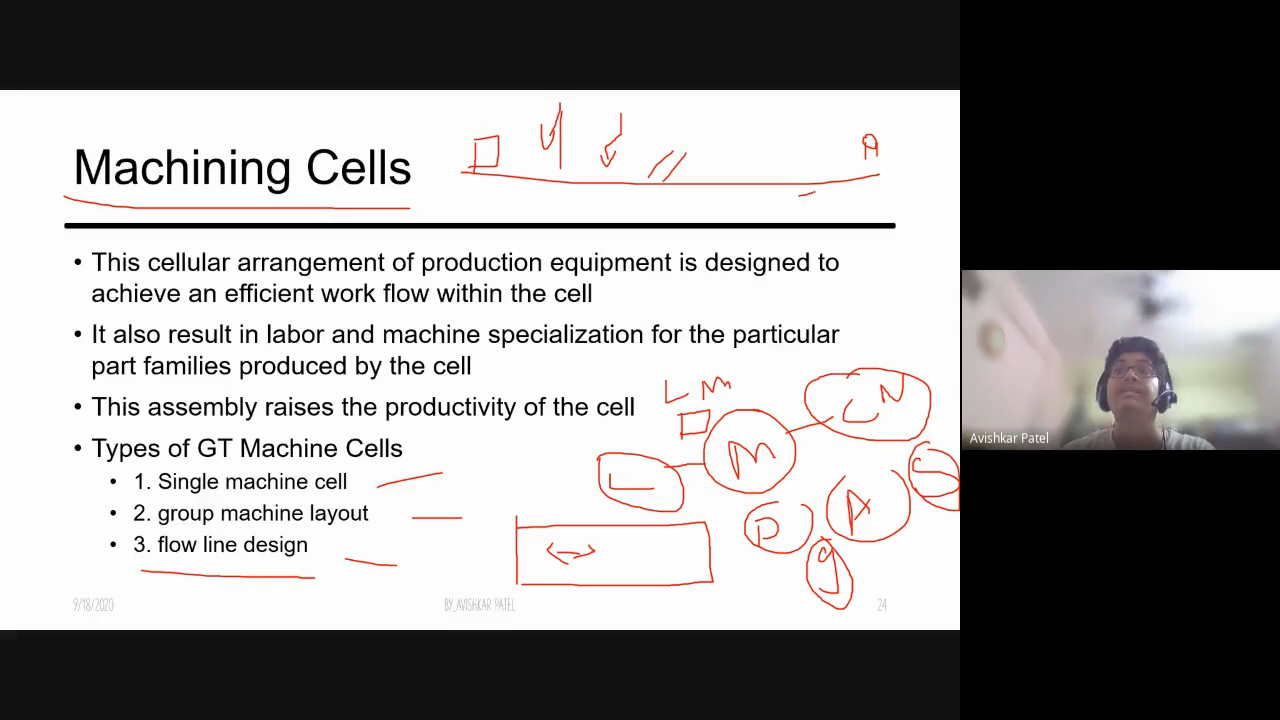 Machining Cells
A
• This cellular arrangement of production equipment is designed to
achieve an efficient work flow within the cell
• It also result in labor and machine specialization for the particular
part families produced by the cell
• This assembly raises the productivity of the cell
• Types of GT Machine Cells
• 1. Single machine cell
• 2. group machine layout
• 3. flow line design
L M
M
L
CN
S
D
A
g
9/18/2020
BY_AVISHKAR PATEL
24
Avishkar Patel